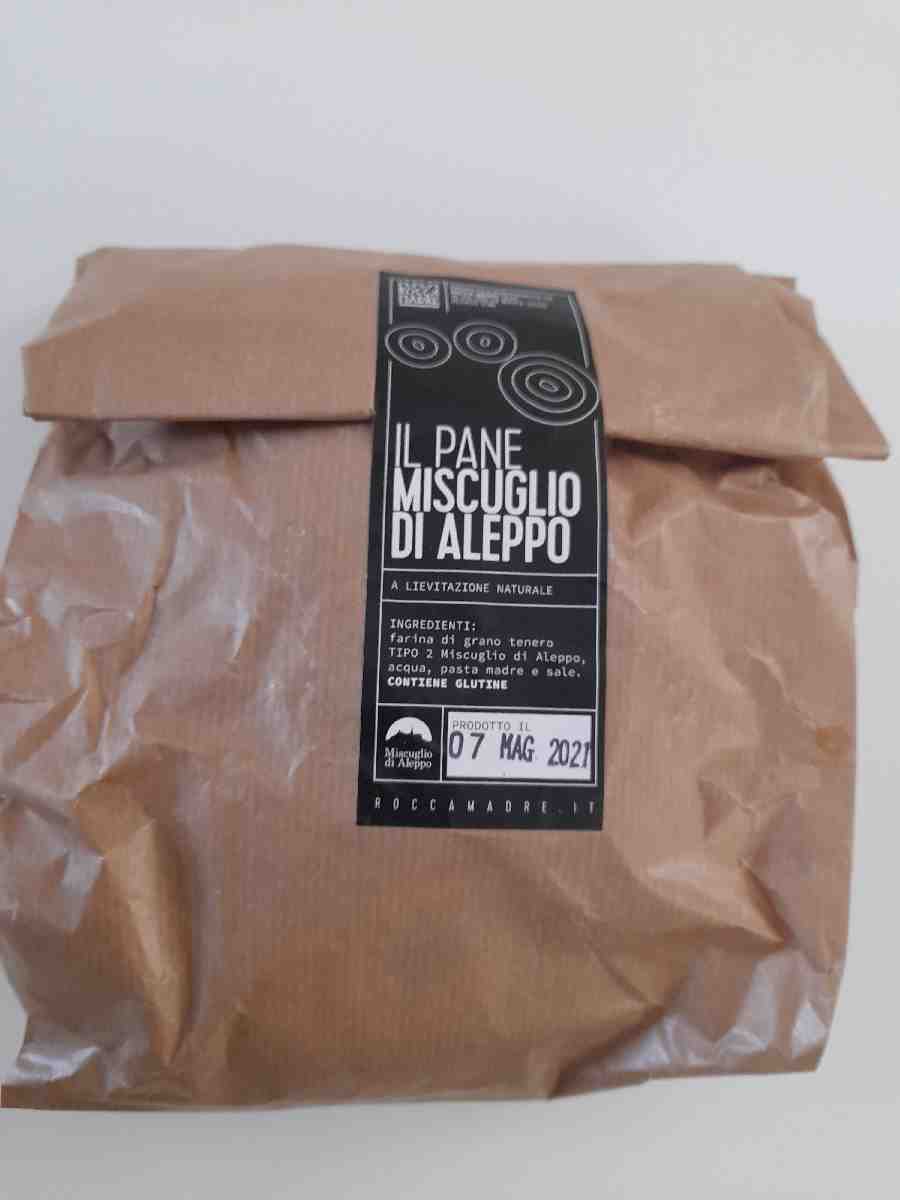 IL PANE
MISCUGLIO
DI ALEPPO
A LIEVITAZIONE NATURALE
INGREDIENTI:
farina di grano tenero
TIPO 2 Miscuglio di Aleppo,
acqua, pasta madre e sale.
CONTIENE GLUTINE
Miscuglio
di Aleppo
PRODOTTO IL
07 MAG 2021
ROCCAMADRE.IT